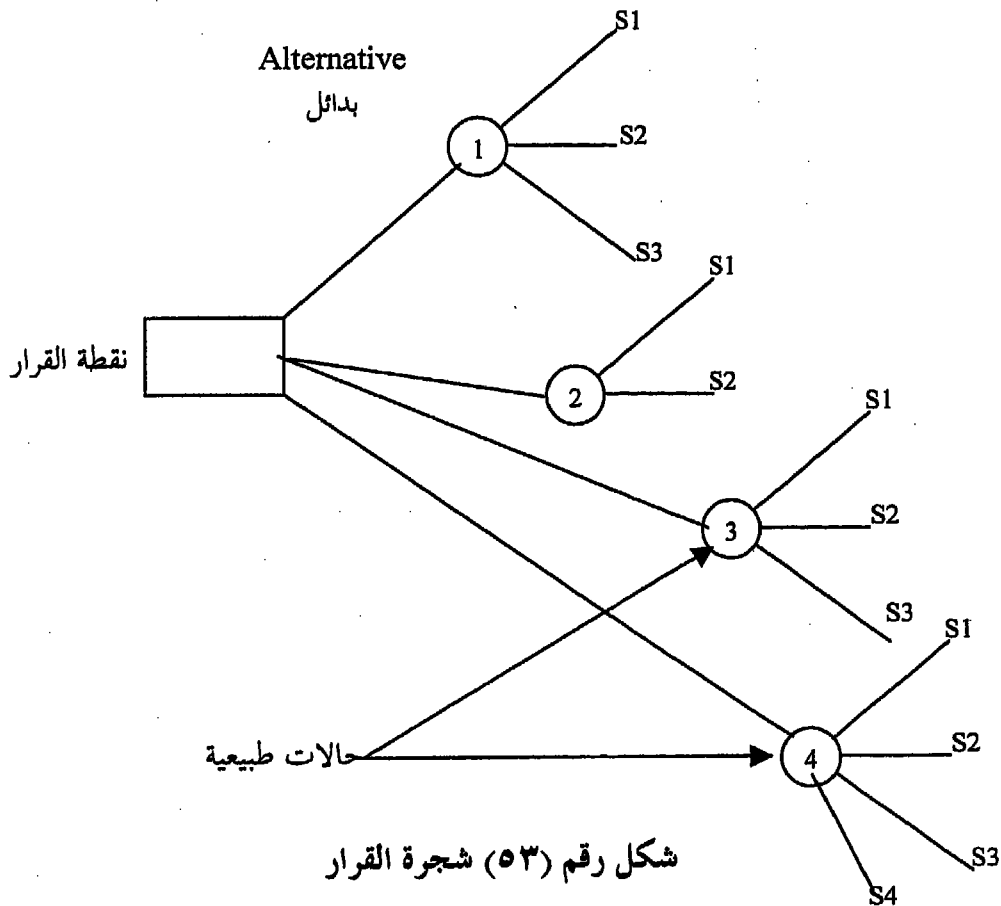 S1
Alternative
بدائل
1
S2
S3
S1
نقطة القرار
2
S2
S1
3
S2
S3
S1
حالات طبيعية
4
S2
S3
S4
شكل رقم (٥٣) شجرة القرار